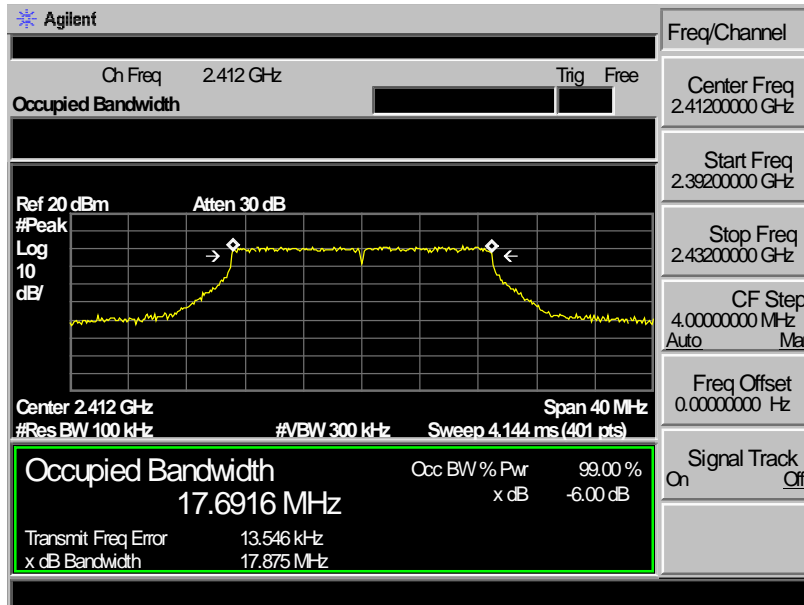 Agilent
Freq/Channel
Ch Freq 2.412 GHz Trig Free
Occupied Bandwidth
Center Freq
2.41200000 GHz
Start Freq
2.39200000 GHz
Stop Freq
2.43200000 GHz
CF Step
4.00000000 MHz
Auto Ma
Freq Offset
0.00000000 Hz
Signal Track
On Off
Ref 20 dBm Atten 30 dB
#Peak
Log
10
dB/
Center 2.412 GHz Span 40 MHz
#Res BW 100 kHz #VBW 300 kHz Sweep 4.144 ms (401 pts)
Occupied Bandwidth Occ BW % Pwr 99.00 %
17.6916 MHz x dB -6.00 dB
Transmit Freq Error 13.546 kHz
x dB Bandwidth 17.875 MHz